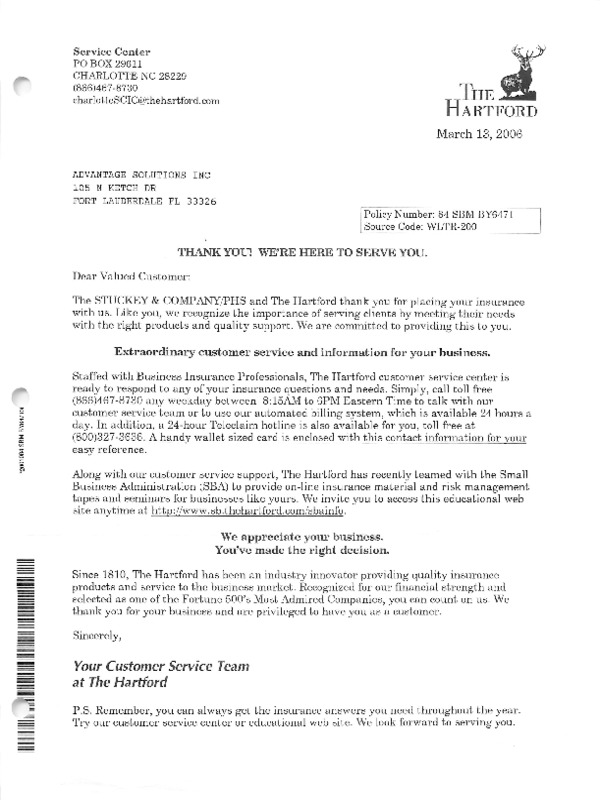 Service Center
PO BOX 29611
CHARLOTTE NC 28229
(866)467-8730
charlotteSCIC@thehartford.com
THE
HARTFORD
March 13, 2006
ADVANTAGE SOLUTIONS INC
108 N KETCH DR
FORT LAUDERDALE FL 33326
Policy Number: 84 SBM BY6471
Source Code: WLTR-200
THANK YOU! WE'RE HERE TO SERVE YOU.
Dear Valued Customer:
The STUCKEY & COMPANY/PHS and The Hartford thank you for placing your insurance
with us. Like you, we recognize the importance of serving clients by meeting their needs
with the right products and quality support. We are committed to providing this to you.
Extraordinary customer service and information for your business.
Staffed with Business Insurance Professionals, The Hartford customer service center is
ready to respond to any of your insurance questions and needs. Simply, call toll free
(866)467-8730 any weekday between 8:15AM to 6PM Eastern Time to talk with our
customer service team or to use our automated billing system, which is available 24 hours a
day. In addition, a 24-hour Teleclaim hotline is also available for you, toll free at
(800)327-3636. A handy wallet sized card is enclosed with this contact information for your
easy reference.
Along with our customer service support, The Hartford has recently teamed with the Small
Business Administration (SBA) to provide on-line insurance material and risk management
tapes and seminars for businesses like yours. We invite you to access this educational web
site anytime at http://www.sb.thehartford.com/sbainfo.
We appreciate your business.
You've made the right decision.
Since 1810, The Hartford has been an industry innovator providing quality insurance
products and service to the business market. Recognized for our financial strength and
selected as one of the Fortune 500's Most Admired Companies, you can count on us. We
thank you for your business and are privileged to have you as a customer.
Sincerely,
Your Customer Service Team
at The Hartford
P.S. Remember, you can always get the insurance answers you need throughout the year.
Try our customer service center or educational web site. We look forward to serving you.